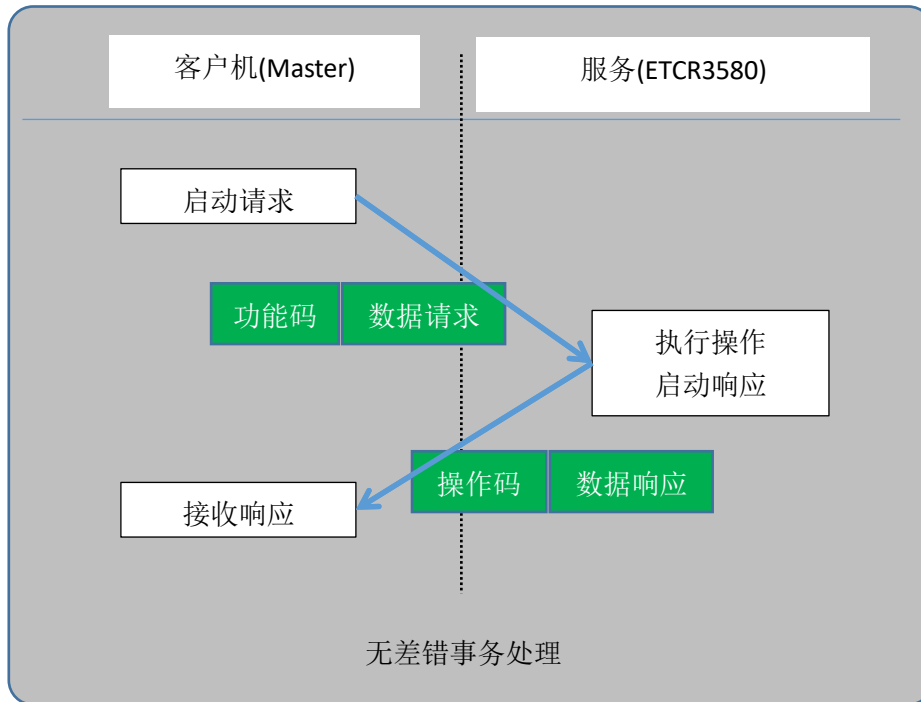 客户机(Master)
服务(ETCR3580)
启动请求
功能码
数据请求
执行操作
启动响应
操作码
数据响应
接收响应
无差错事务处理